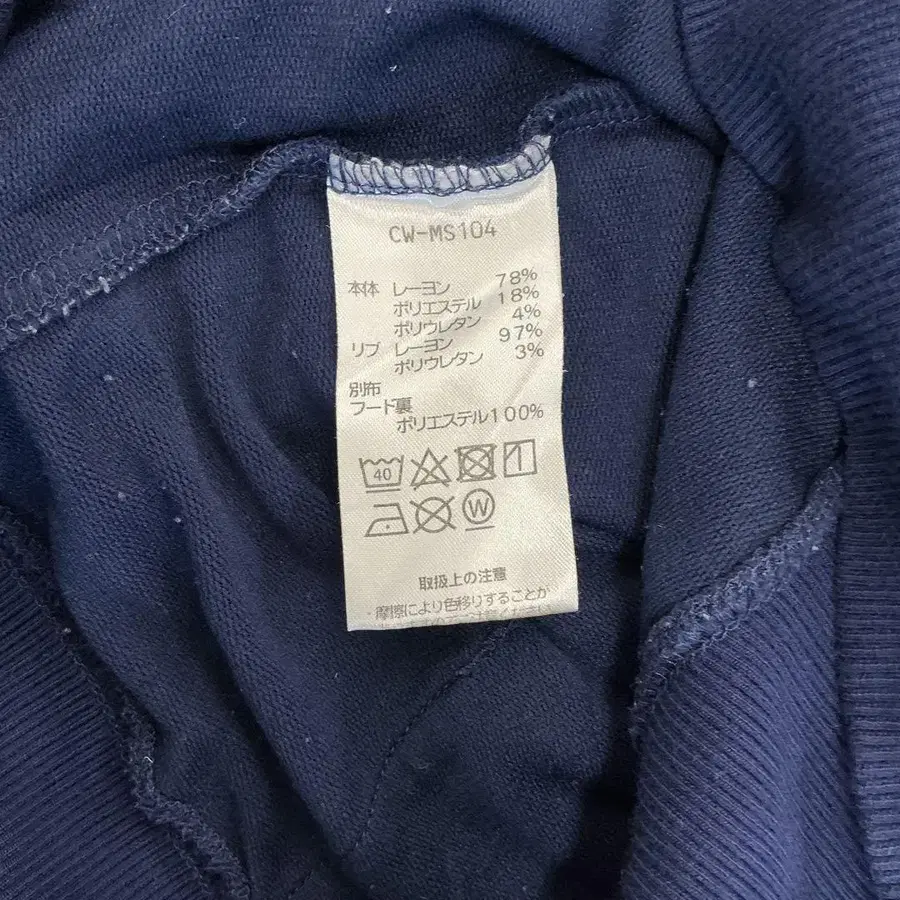 CW-MS104
本体 レーヨン 78%
ポリエステル 18%
ポリウレタン 4%
リブ レーヨン 97%
ポリウレタン 3%
別布
フード裏
ポリエステル100%
40
W
取扱上の注意
・摩擦により色移りすることが